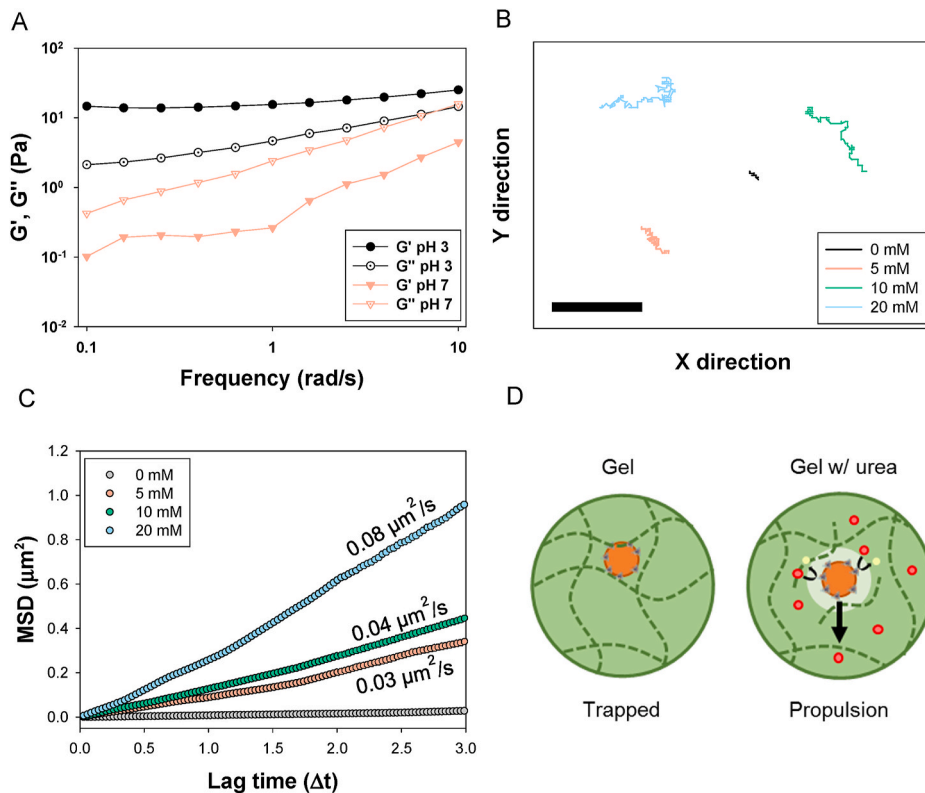 A
10²
10¹
10⁰
10⁻¹
10⁻²
G', G'' (Pa)
0.1
1
10
Frequency (rad/s)
G' pH 3
G'' pH 3
G' pH 7
G'' pH 7
B
Y direction
X direction
0 mM
5 mM
10 mM
20 mM
C
1.2
1.0
0.8
0.6
0.4
0.2
0.0
MSD (µm²)
0 mM
5 mM
10 mM
20 mM
0.08 µm²/s
0.04 µm²/s
0.03 µm²/s
0.0
0.5
1.0
1.5
2.0
2.5
3.0
Lag time (Δt)
D
Gel
Gel w/ urea
Trapped
Propulsion